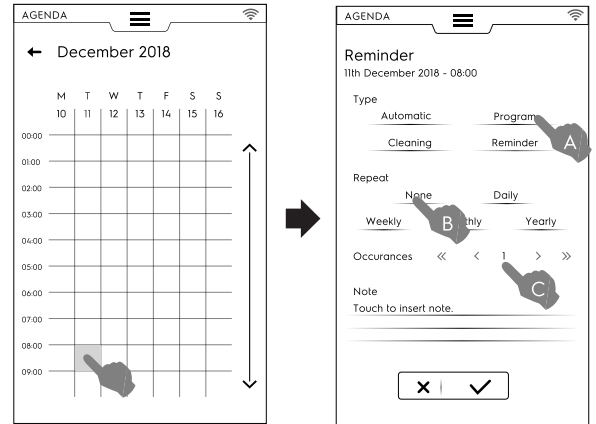 AGENDA
December 2018
M T W T F S S
10 11 12 13 14 15 16
00:00
01:00
02:00
03:00
04:00
05:00
06:00
07:00
08:00
09:00
AGENDA
Reminder
11th December 2018 - 08:00
Type
Automatic Program
A
Cleaning Reminder
Repeat
None Daily
Weekly B thly Yearly
Occurances << < 1 > >>
C
Note
Touch to insert note.